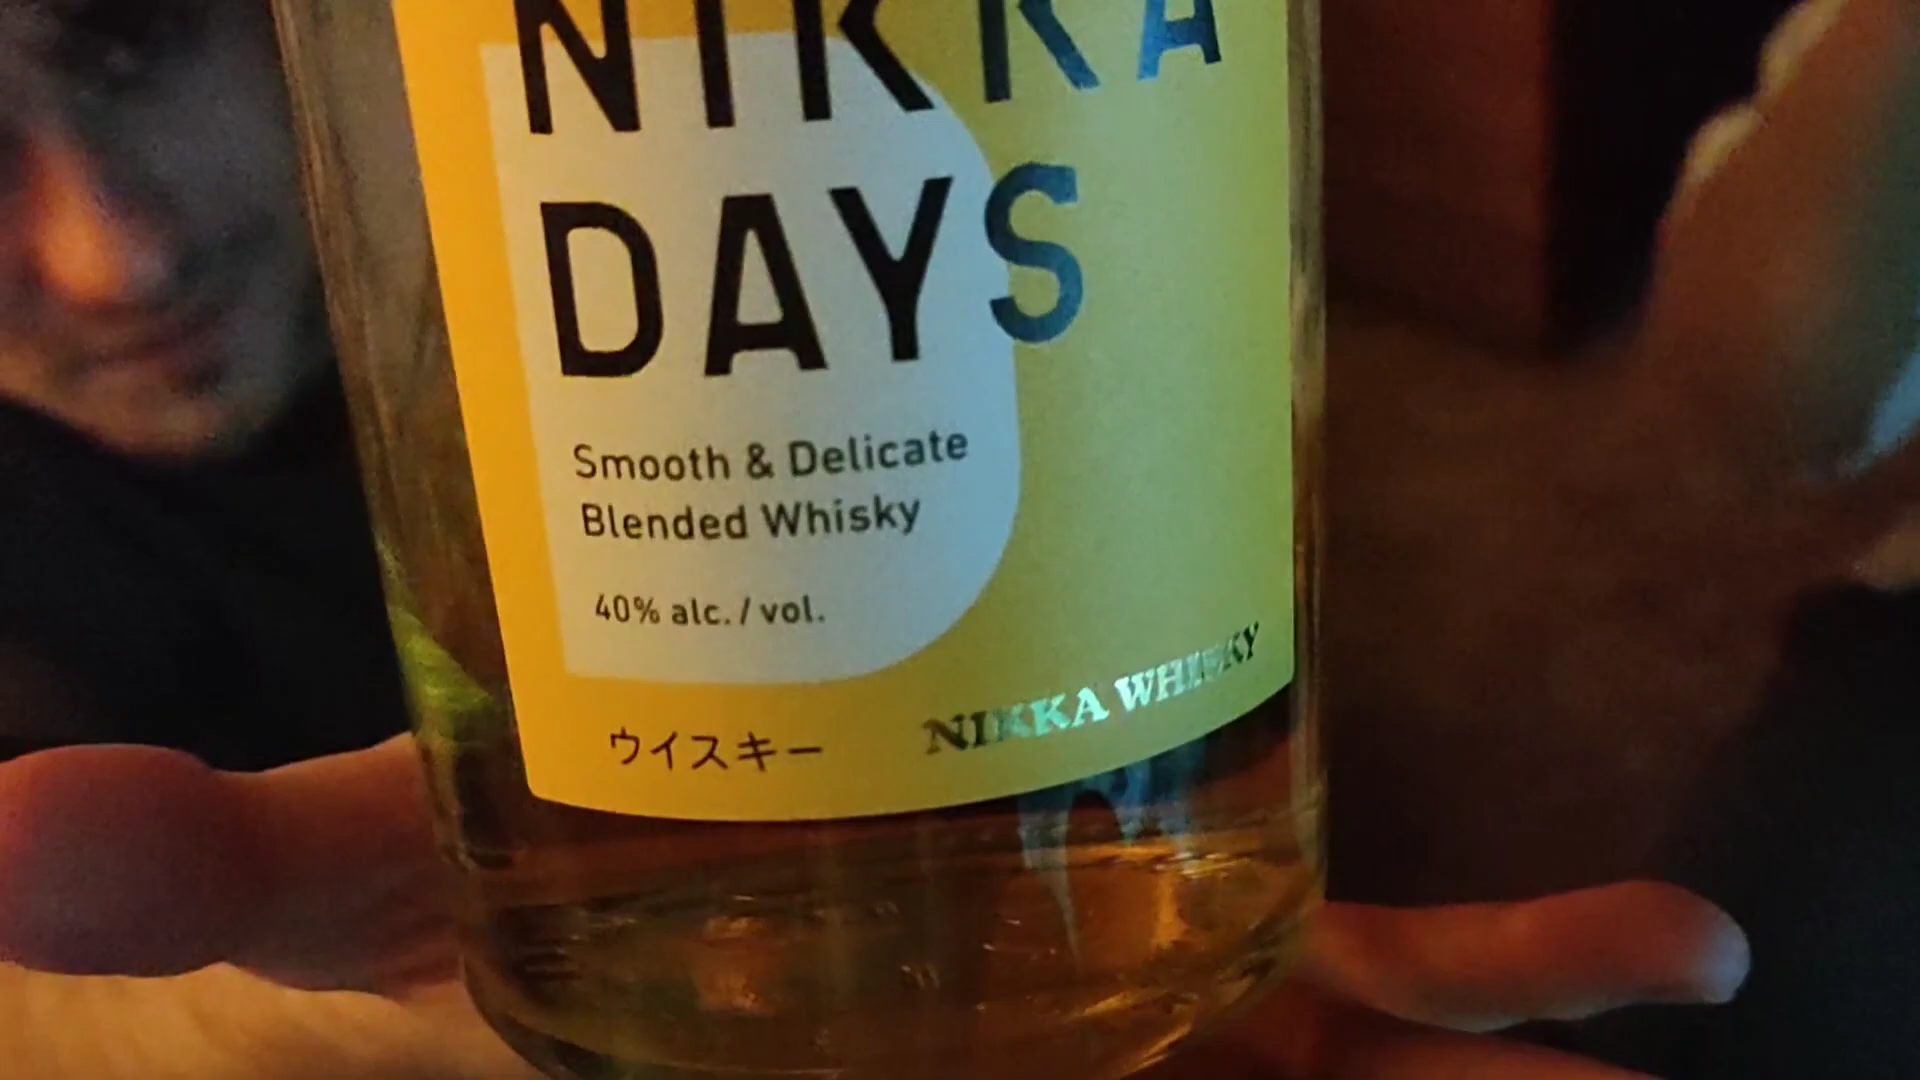 NIKKA
DAYS
Smooth & Delicate
Blended Whisky
40% alc. / vol.
ウイスキー
NIKKA WHISKY